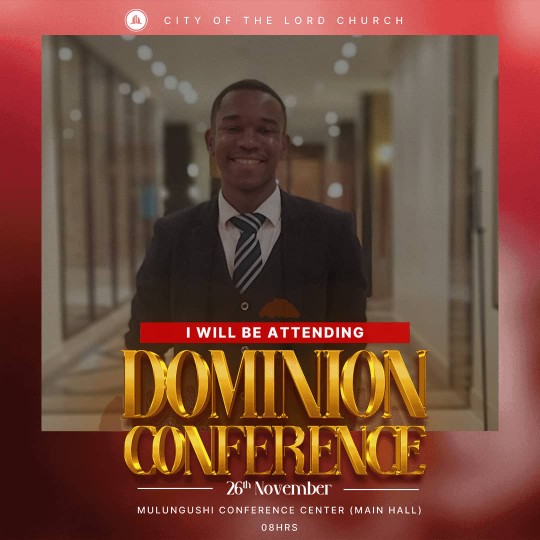 CITY OF THE LORD CHURCH
I WILL BE ATTENDING
DOMINION
CONFERENCE
26th November
MULUNGUSHI CONFERENCE CENTER (MAIN HALL)
08HRS